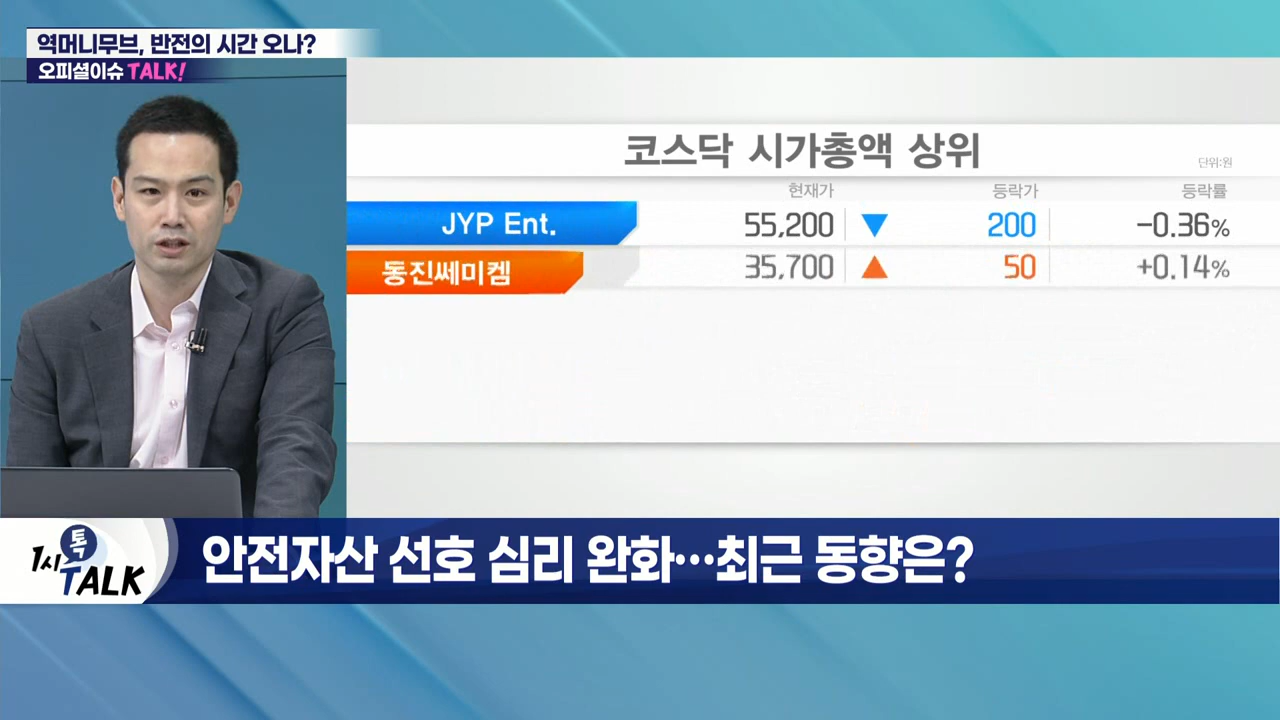 역머니무브, 반전의 시간 오나?
오피셜이슈 TALK!
코스닥 시가총액 상위
단위:원
현재가 등락가 등락률
JYP Ent. 55,200 ▼ 200 -0.36%
동진쎄미켐 35,700 ▲ 50 +0.14%
1시 톡 TALK
안전자산 선호 심리 완화…최근 동향은?